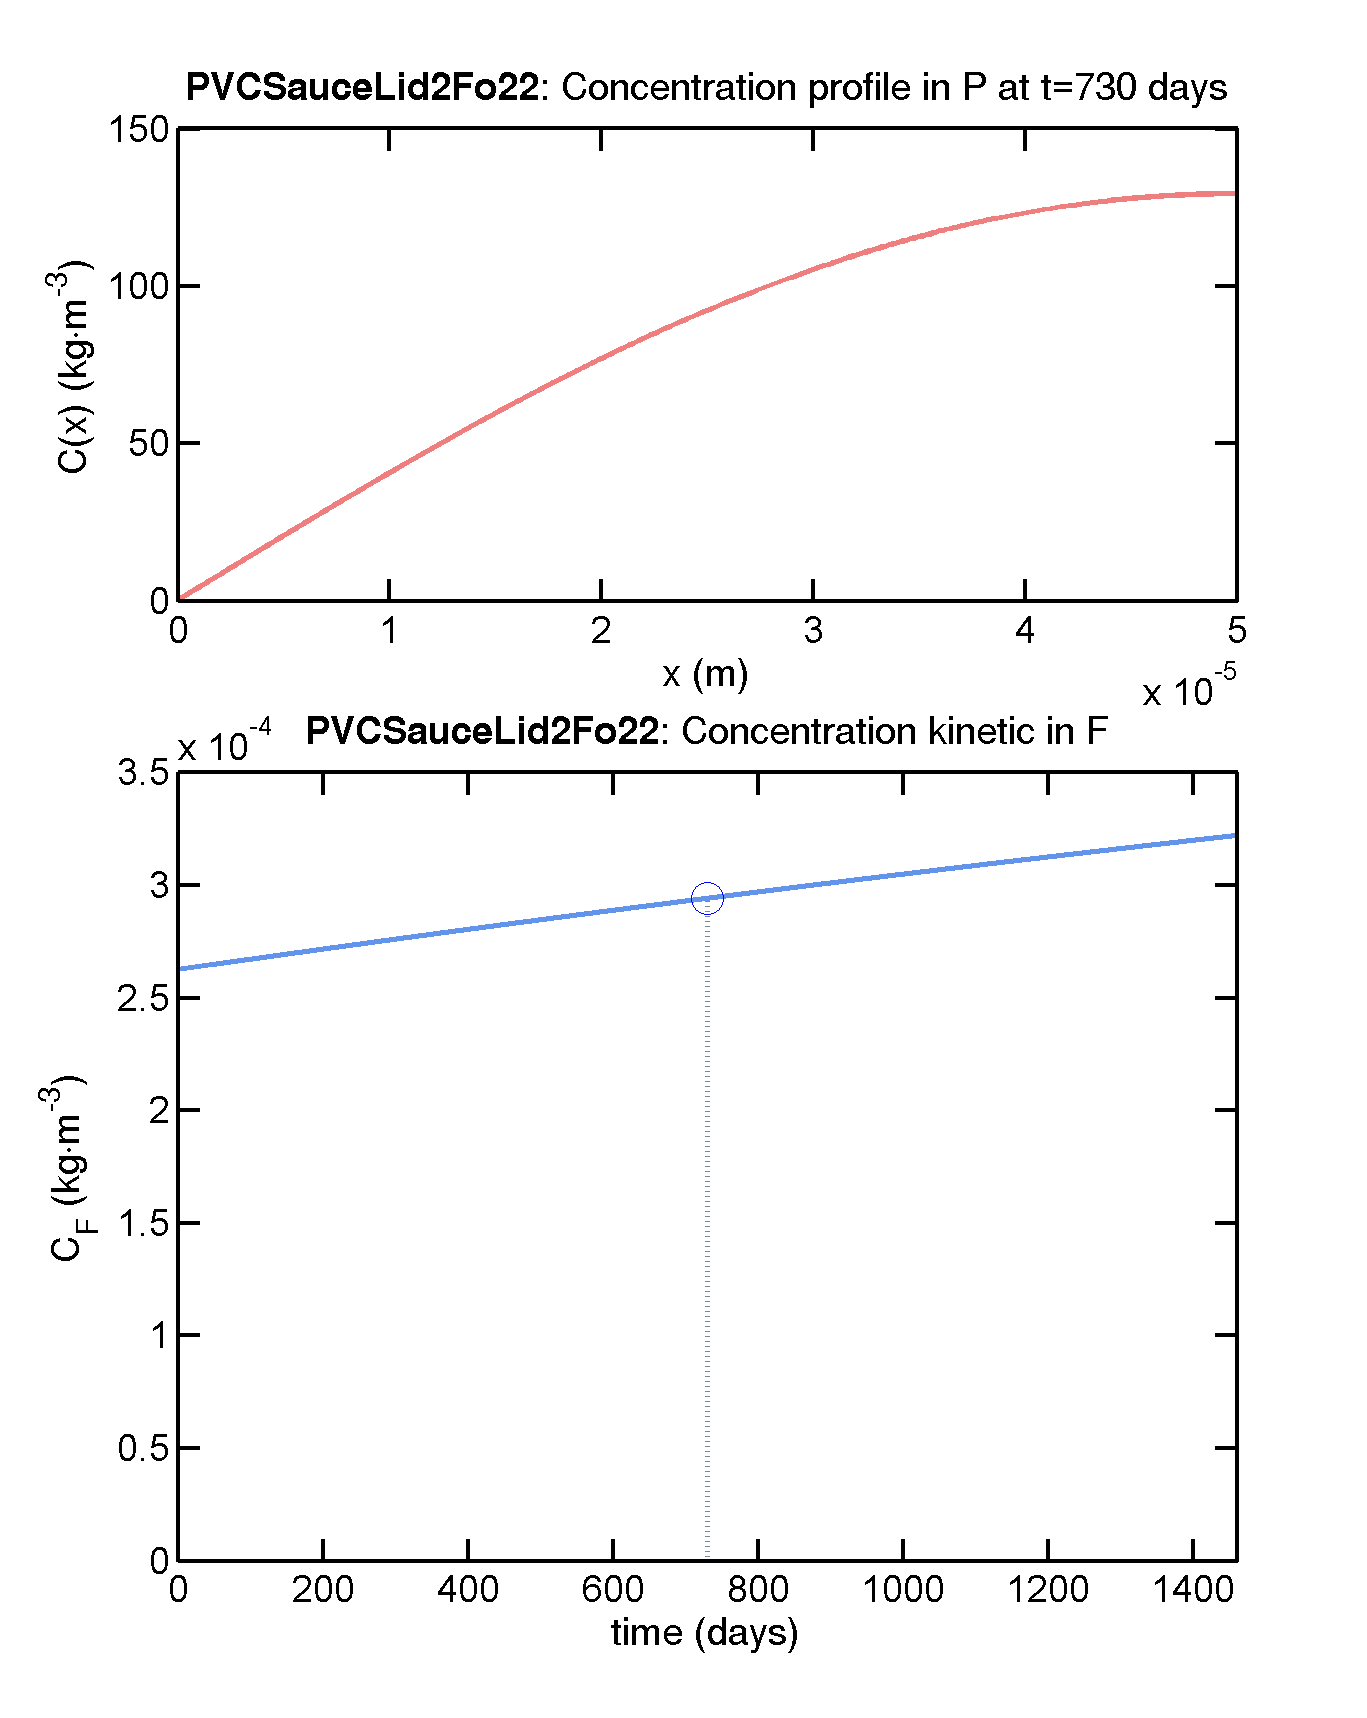 PVCSauceLid2Fo22: Concentration profile in P at t=730 days
150
100
50
0
C(x) (kg·m-3)
0 1 2 3 4 5
x (m)
x 10-5
PVCSauceLid2Fo22: Concentration kinetic in F
x 10-4
3.5
3
2.5
2
1.5
1
0.5
0
CF (kg·m-3)
0 200 400 600 800 1000 1200 1400
time (days)